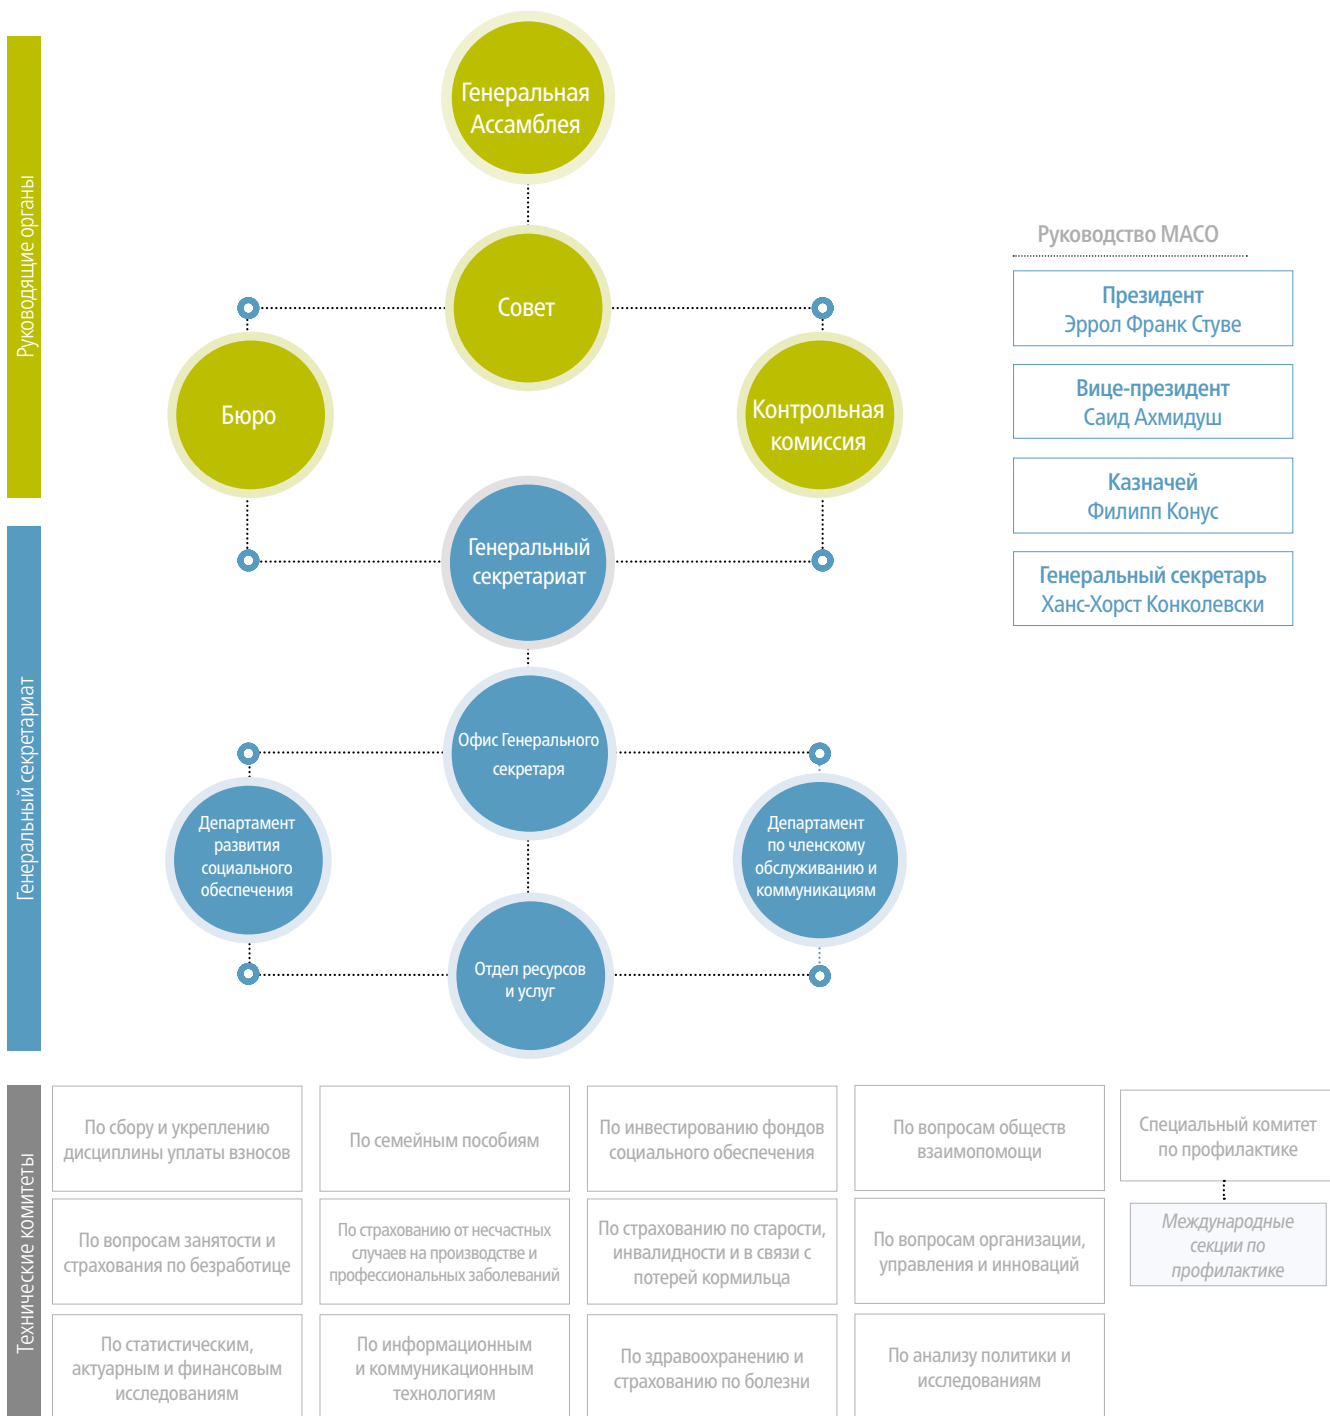 Руководящие органы
Генеральная
Ассамблея
Совет
Бюро
Контрольная
комиссия
Руководство МАСО
Президент
Эррол Франк Стуве
Вице-президент
Саид Ахмидуш
Казначей
Филипп Конус
Генеральный секретарь
Ханс-Хорст Конколевски
Генеральный секретариат
Генеральный
секретариат
Офис Генерального
секретаря
Департамент
развития
социального
обеспечения
Департамент
по членскому
обслуживанию и
коммуникациям
Отдел ресурсов
и услуг
Технические комитеты
По сбору и укреплению
дисциплины уплаты взносов
По семейным пособиям
По инвестированию фондов
социального обеспечения
По вопросам обществ
взаимопомощи
Специальный комитет
по профилактике
По вопросам занятости и
страхования по безработице
По страхованию от несчастных
случаев на производстве и
профессиональных заболеваний
По страхованию по старости,
инвалидности и в связи с
потерей кормильца
По вопросам организации,
управления и инноваций
Международные
секции по
профилактике
По статистическим,
актуарным и финансовым
исследованиям
По информационным
и коммуникационным
технологиям
По здравоохранению и
страхованию по болезни
По анализу политики и
исследованиям